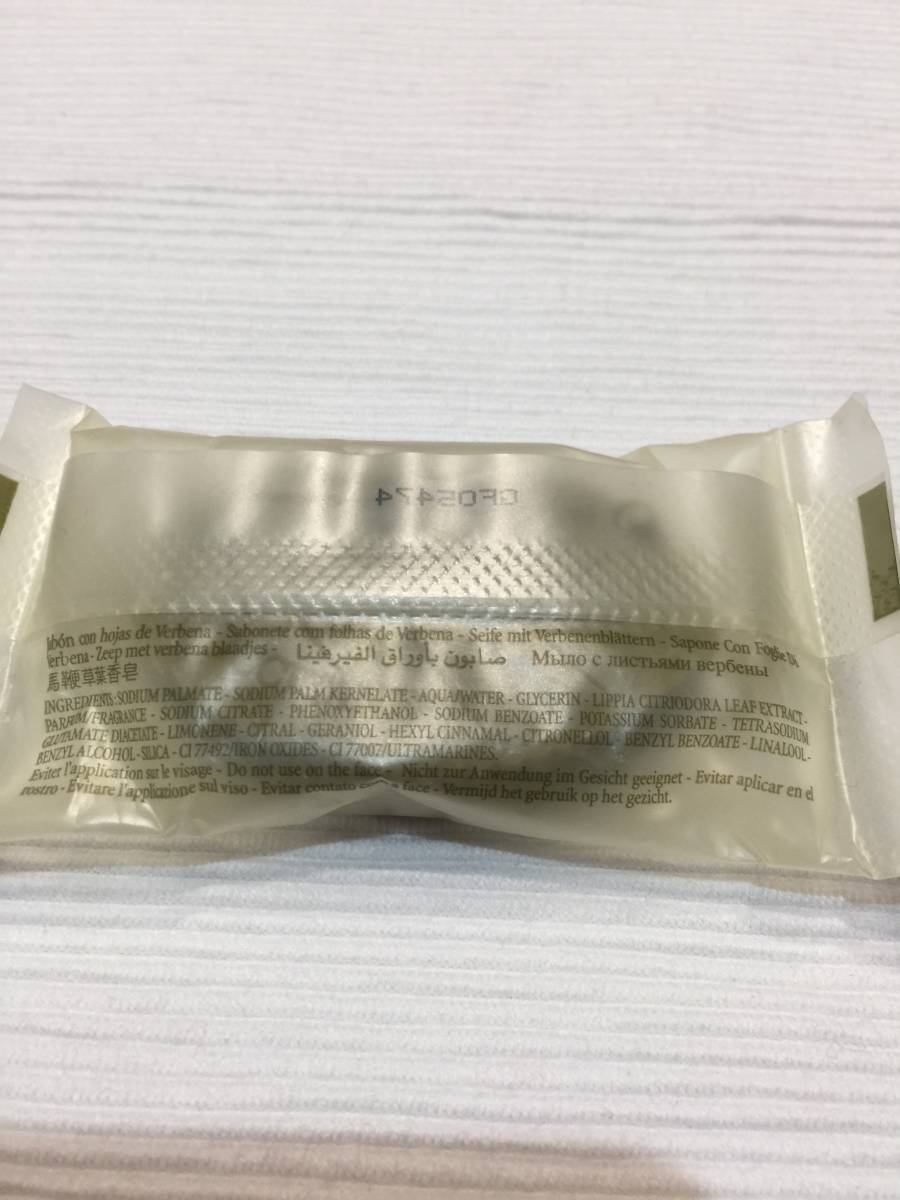 GF05474
abón con hojas de Verbena - Sabonete com folhas de Verbena - Seife mit Verbenenblättern - Sapone Con Foglie Di
Verbena - Zeep met verbena blaadjes - صابون بأوراق الفيرفينا Мыло с листьями вербены
馬鞭草葉香皂
INGREDIENTS: SODIUM PALMATE - SODIUM PALM KERNELATE - AQUA/WATER - GLYCERIN - LIPPIA CITRIODORA LEAF EXTRACT -
PARFUM/FRAGRANCE - SODIUM CITRATE - PHENOXYETHANOL - SODIUM BENZOATE - POTASSIUM SORBATE - TETRASODIUM
GLUTAMATE DIACETATE - LIMONENE - CITRAL - GERANIOL - HEXYL CINNAMAL - CITRONELLOL - BENZYL BENZOATE - LINALOOL -
BENZYL ALCOHOL - SILICA - CI 77492/IRON OXIDES - CI 77007/ULTRAMARINES.
Eviter l'application sur le visage - Do not use on the face - Nicht zur Anwendung im Gesicht geeignet - Evitar aplicar en el
rostro - Evitare l'applicazione sul viso - Evitar contato face - Vermijd het gebruik op het gezicht.